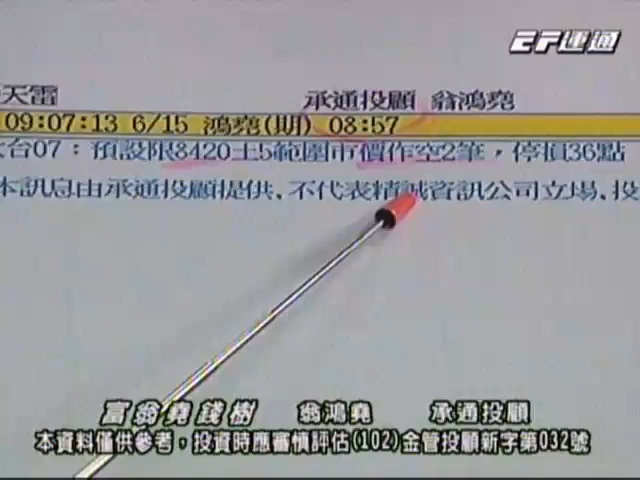 EF運通
天雷
承通投顧 翁鴻堯
09:07:13 6/15 鴻堯(期) 08:57
台07：預設限8420土5範圍市價作空2筆，停損36點
本訊息由承通投顧提供、不代表精誠資訊公司立場、投
富翁堯錢樹 翁鴻堯 承通投顧
本資料僅供參考，投資時應審慎評估(102)金管投顧新字第032號